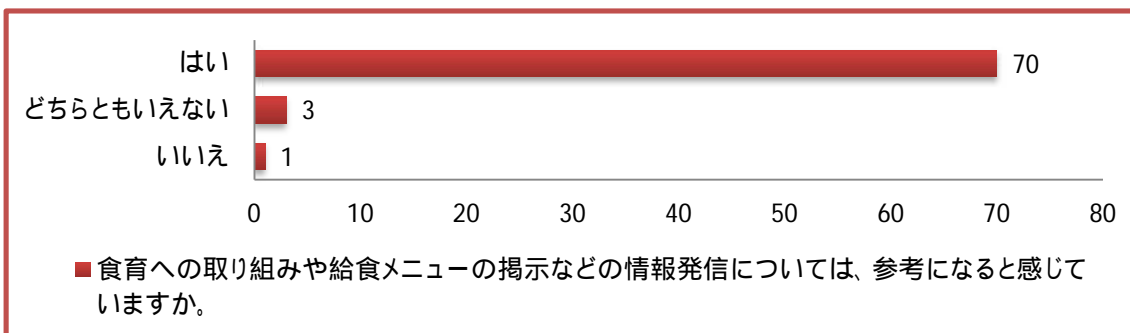 はい 70
どちらともいえない 3
いいえ 1
0 10 20 30 40 50 60 70 80
食育への取り組みや給食メニューの掲示などの情報発信については、参考になると感じて
いますか。